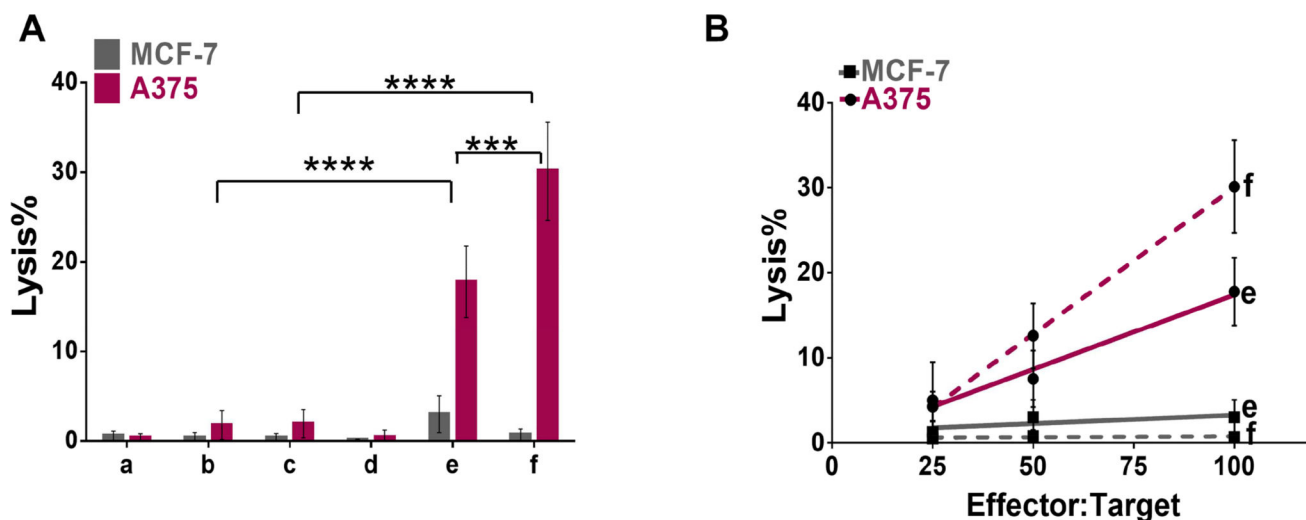 A
MCF-7
A375
****
****
***
Lysis%
40
30
20
10
0
a b c d e f
B
MCF-7
A375
Lysis%
40
30
20
10
0
f
e
e
f
0 25 50 75 100
Effector:Target